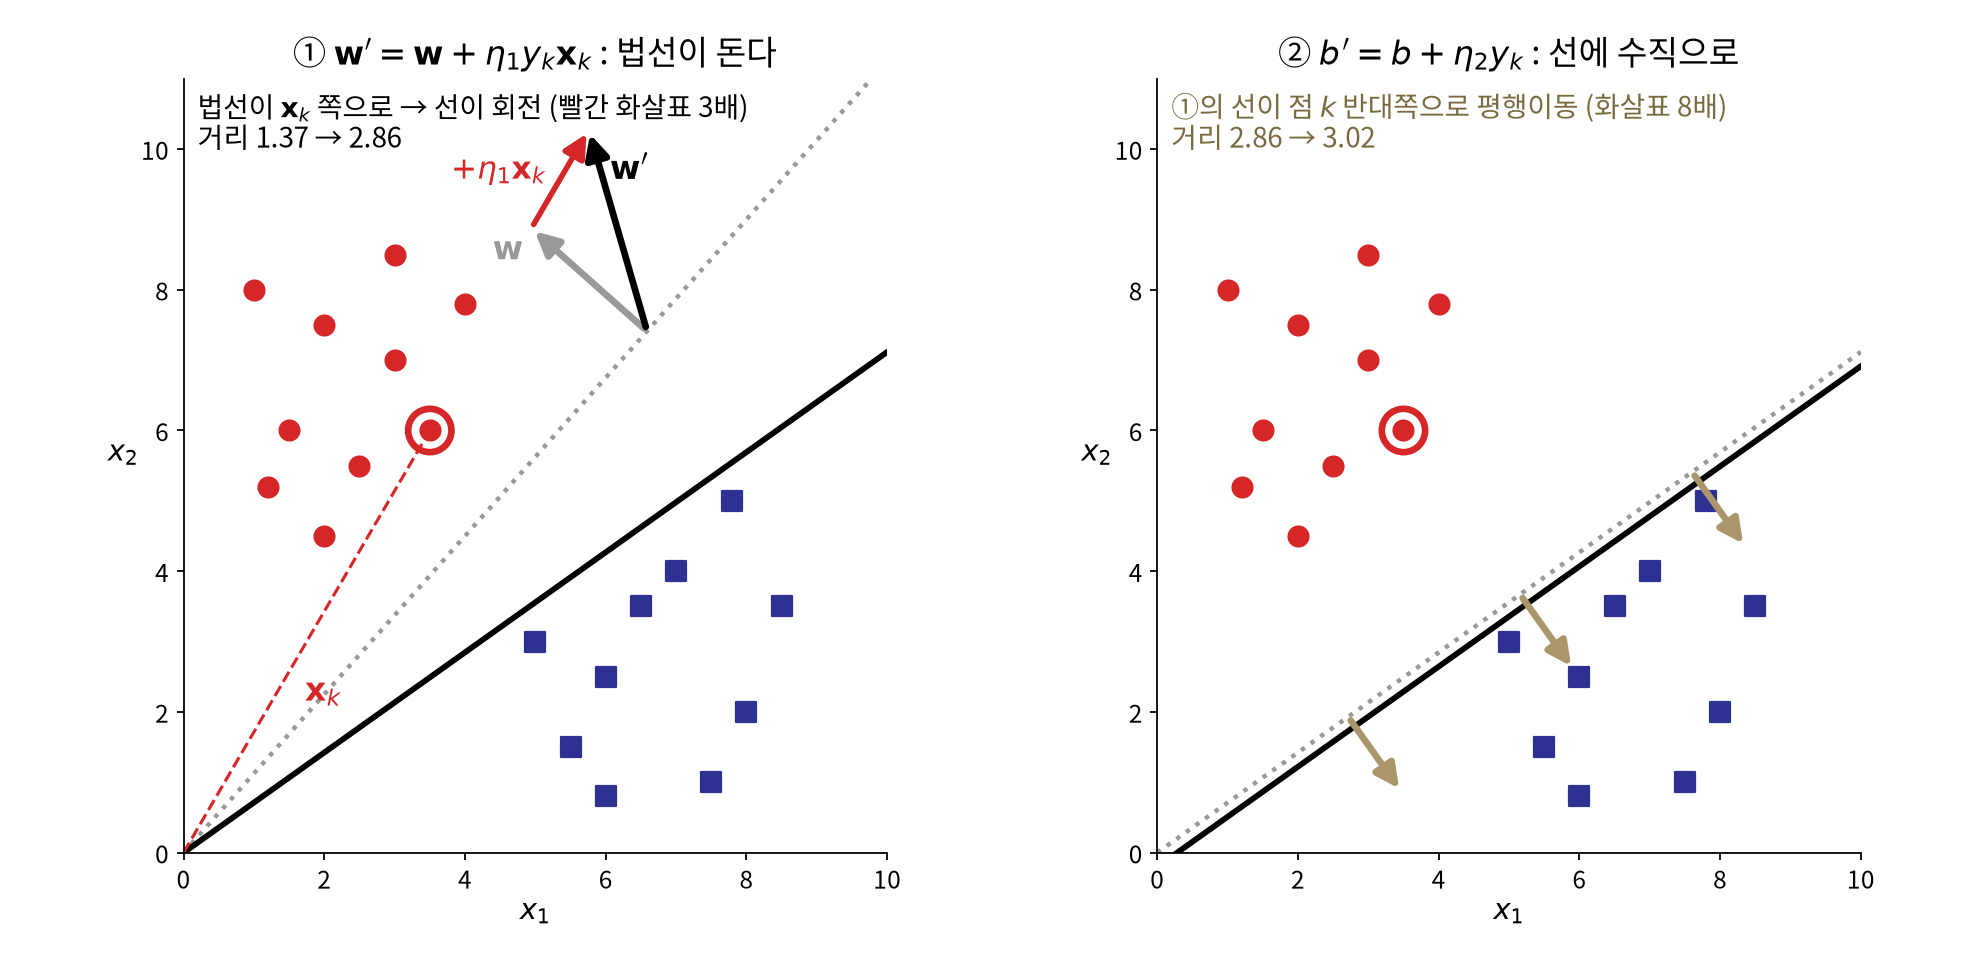 ① w′ = w + η₁yₖxₖ : 법선이 돈다
법선이 xₖ 쪽으로 → 선이 회전 (빨간 화살표 3배)
거리 1.37 → 2.86
+η₁xₖ
w′
w
xₖ
10
8
6
4
2
0
x₂
0 2 4 6 8 10
x₁
② b′ = b + η₂yₖ : 선에 수직으로
①의 선이 점 k 반대쪽으로 평행이동 (화살표 8배)
거리 2.86 → 3.02
10
8
6
4
2
0
x₂
0 2 4 6 8 10
x₁